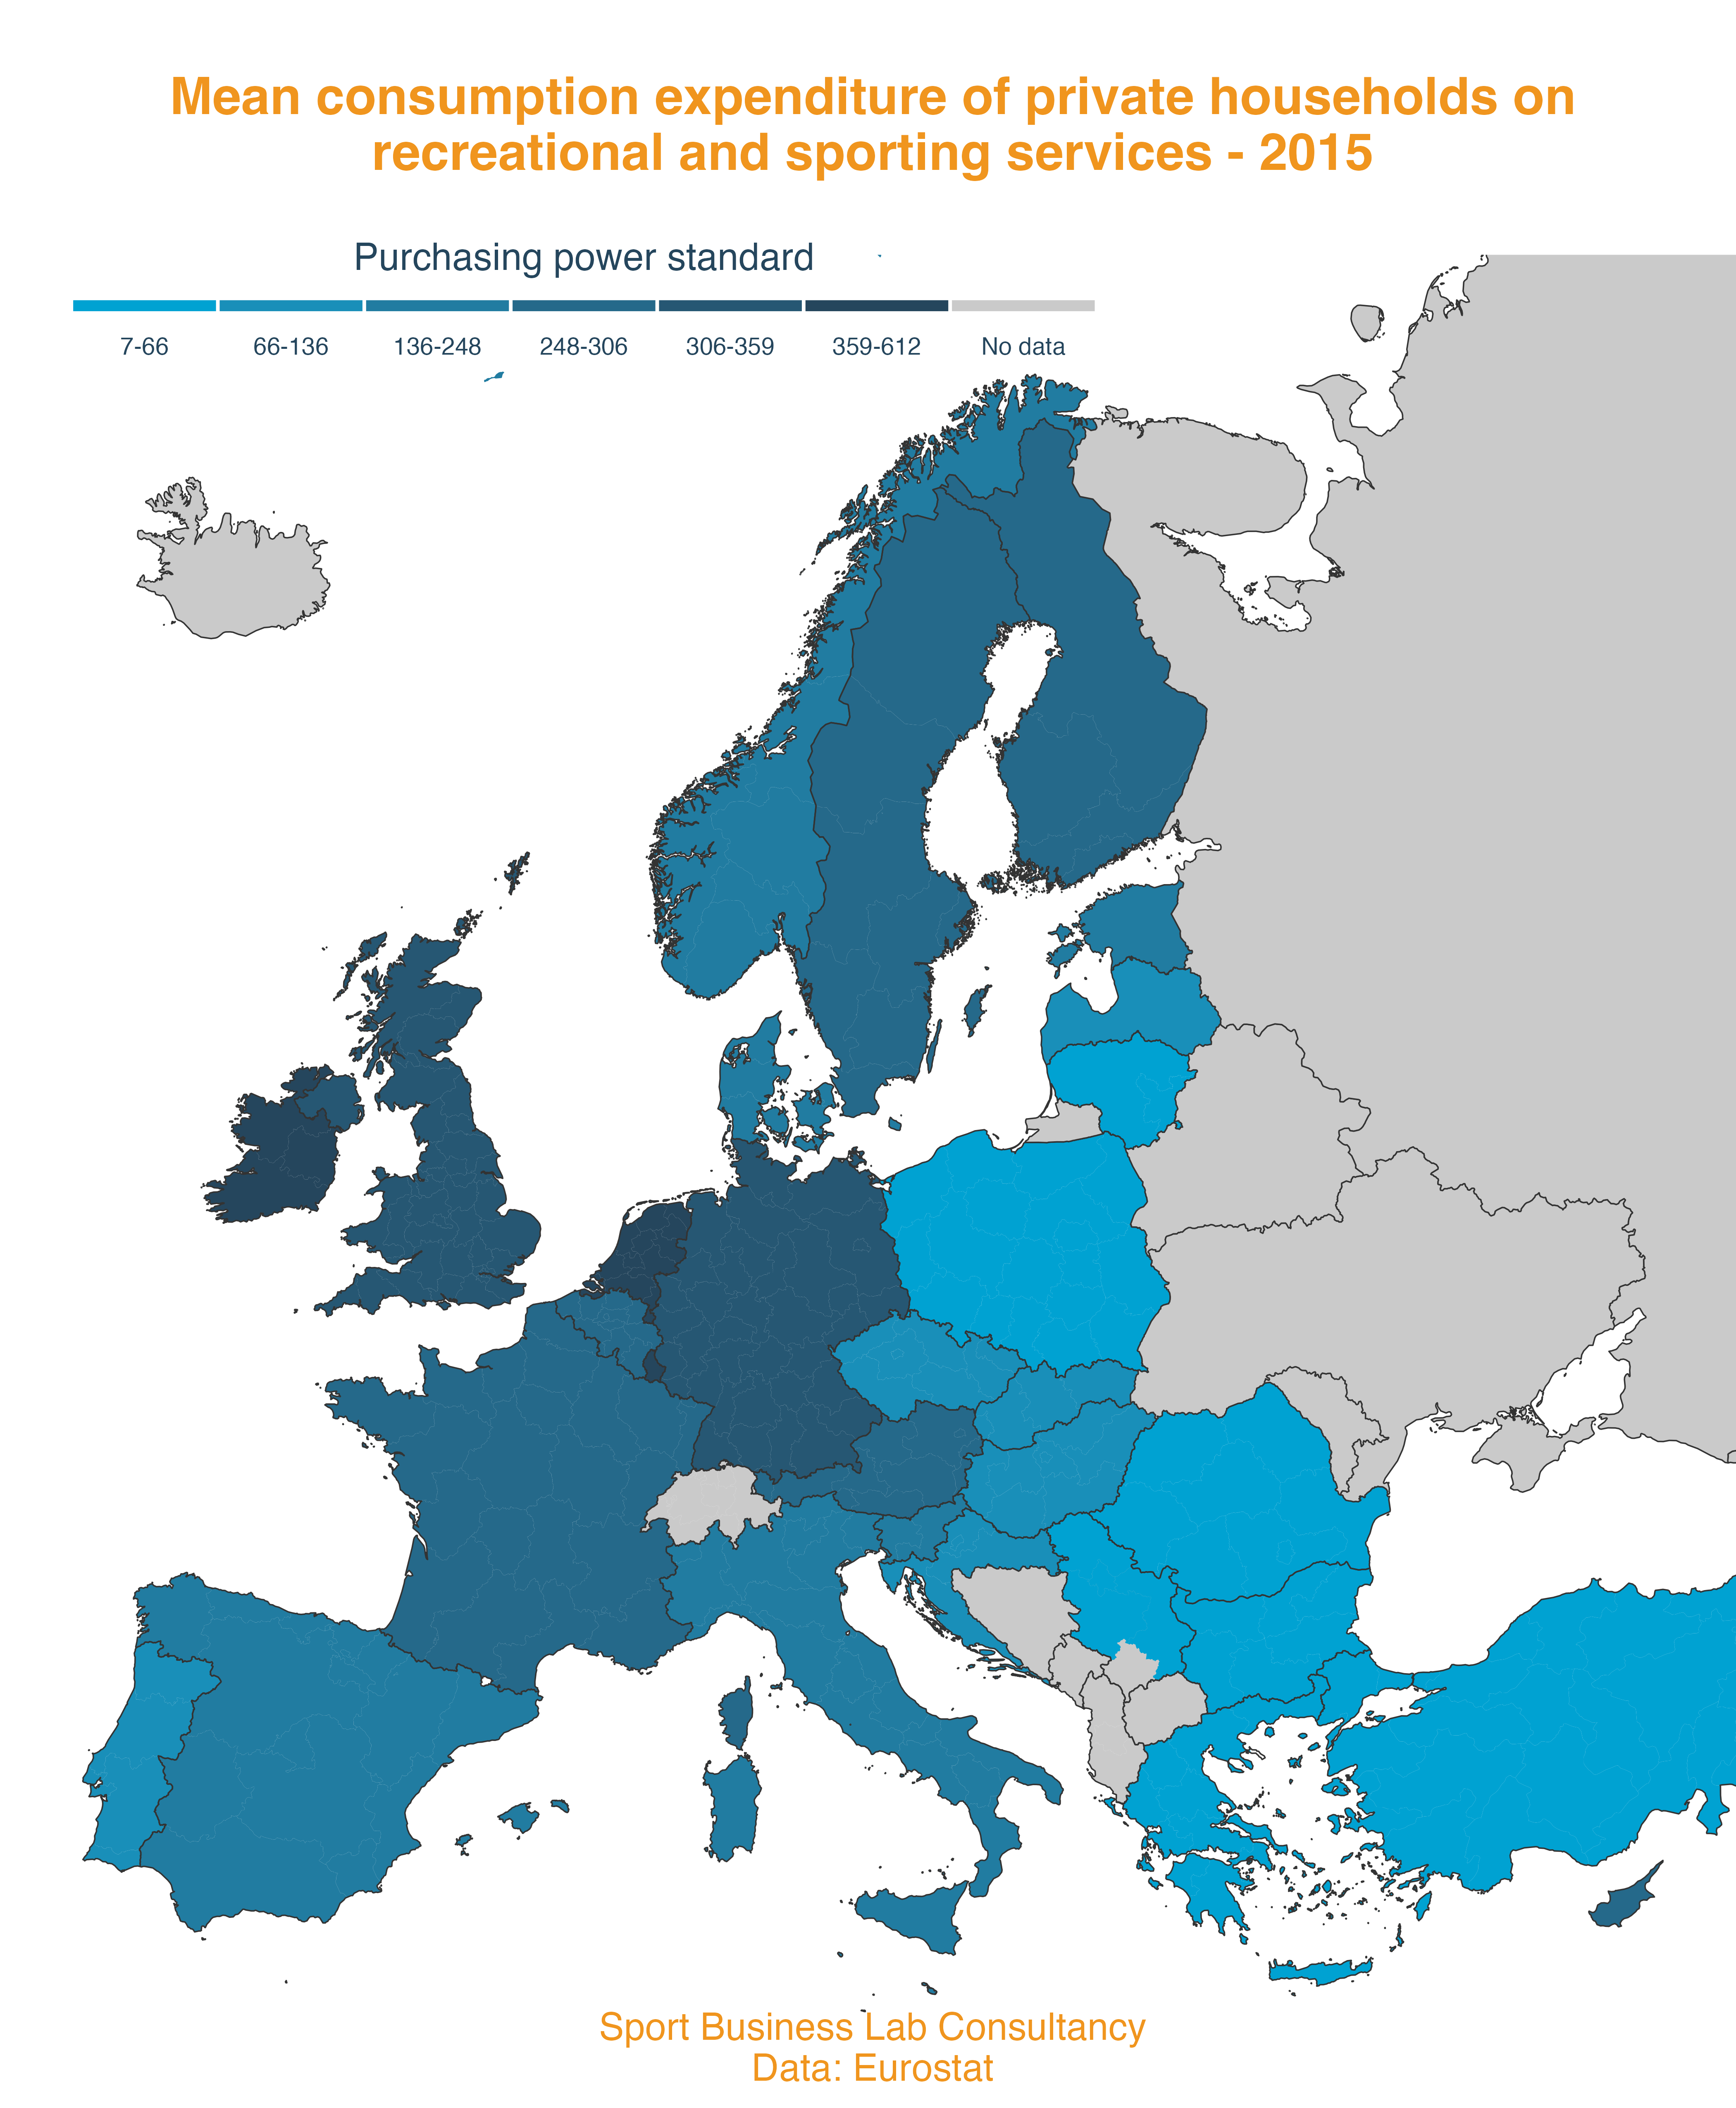 Mean consumption expenditure of private households on
recreational and sporting services - 2015
Purchasing power standard
7-66 66-136 136-248 248-306 306-359 359-612 No data
Sport Business Lab Consultancy
Data: Eurostat